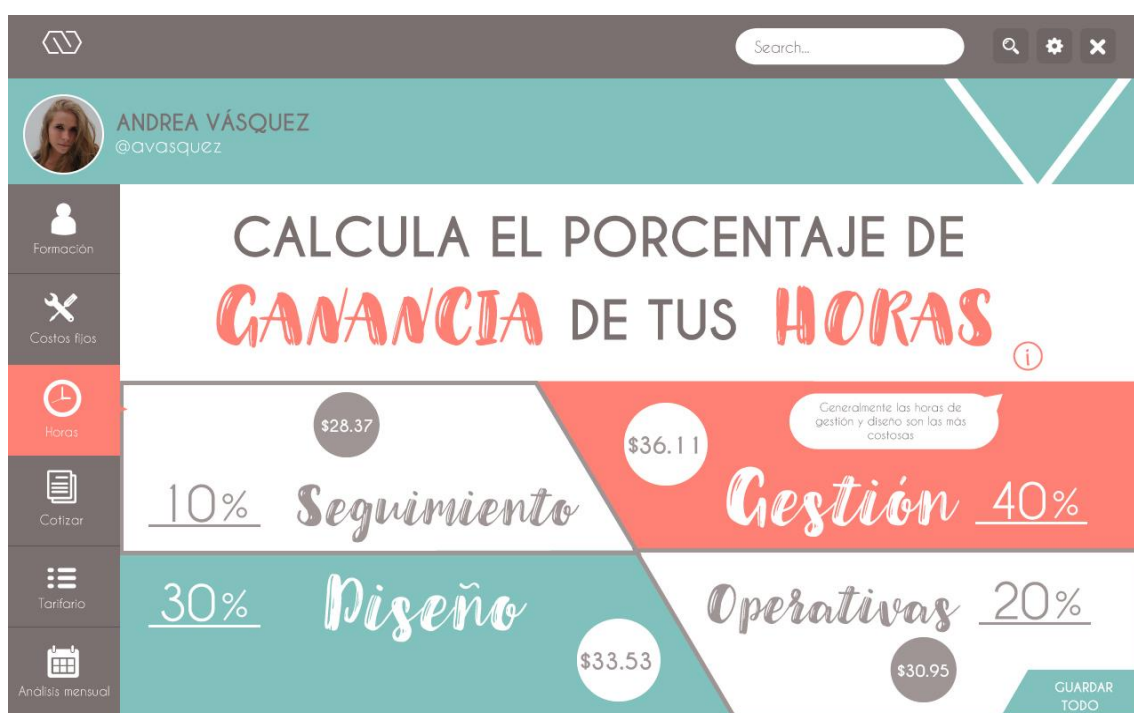 Search...
ANDREA VÁSQUEZ
@avasquez
Formación
Costos fijos
Horas
Cotizar
Tarifario
Análisis mensual
CALCULA EL PORCENTAJE DE
GANANCIA DE TUS HORAS
i
$28.37
10% Seguimiento
$36.11
Generalmente las horas de
gestión y diseño son las más
costosas
Gestión 40%
30% Diseño
$33.53
Operativas 20%
$30.95
GUARDAR
TODO